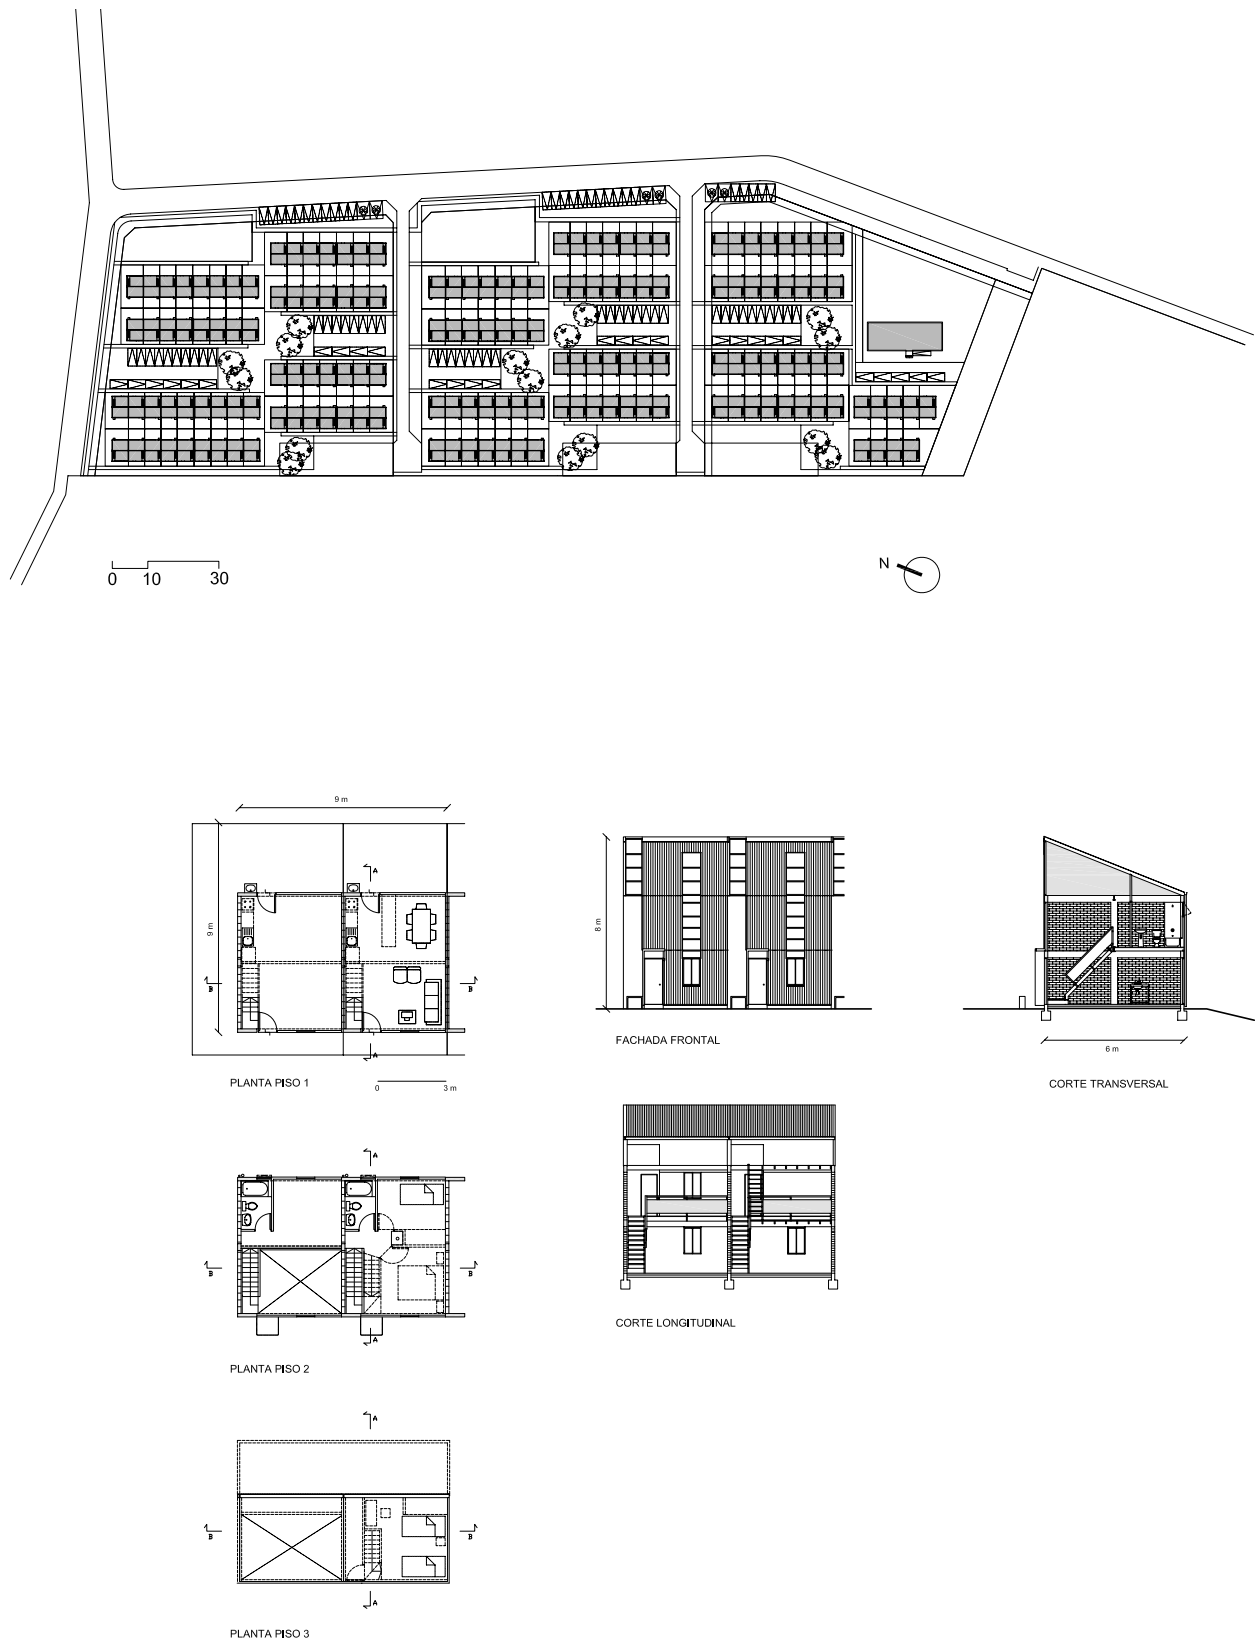 0 10 30
N
9 m
9 m
A
B
B
A
PLANTA PISO 1
0 3 m
8 m
FACHADA FRONTAL
6 m
CORTE TRANSVERSAL
A
B
B
A
PLANTA PISO 2
CORTE LONGITUDINAL
A
B
B
A
PLANTA PISO 3